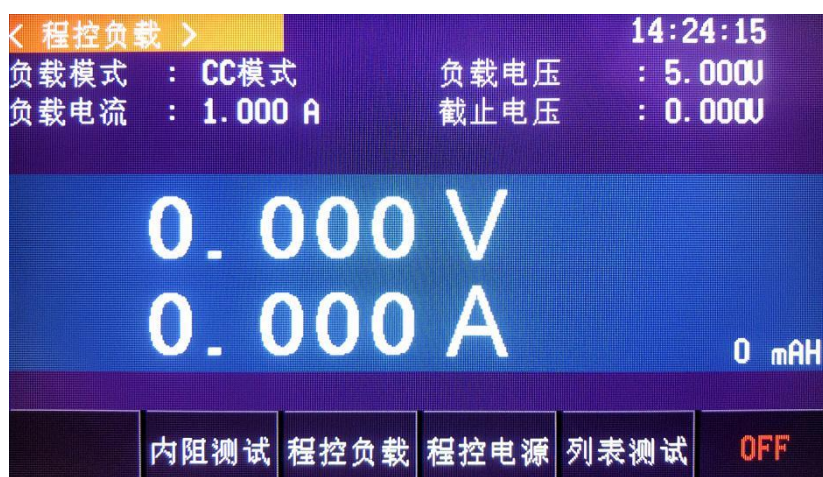 < 程控负载 > 14:24:15
负载模式 : CC模式 负载电压 : 5.000V
负载电流 : 1.000 A 截止电压 : 0.000V
0.000 V
0.000 A
0 mAH
内阻测试 程控负载 程控电源 列表测试 OFF